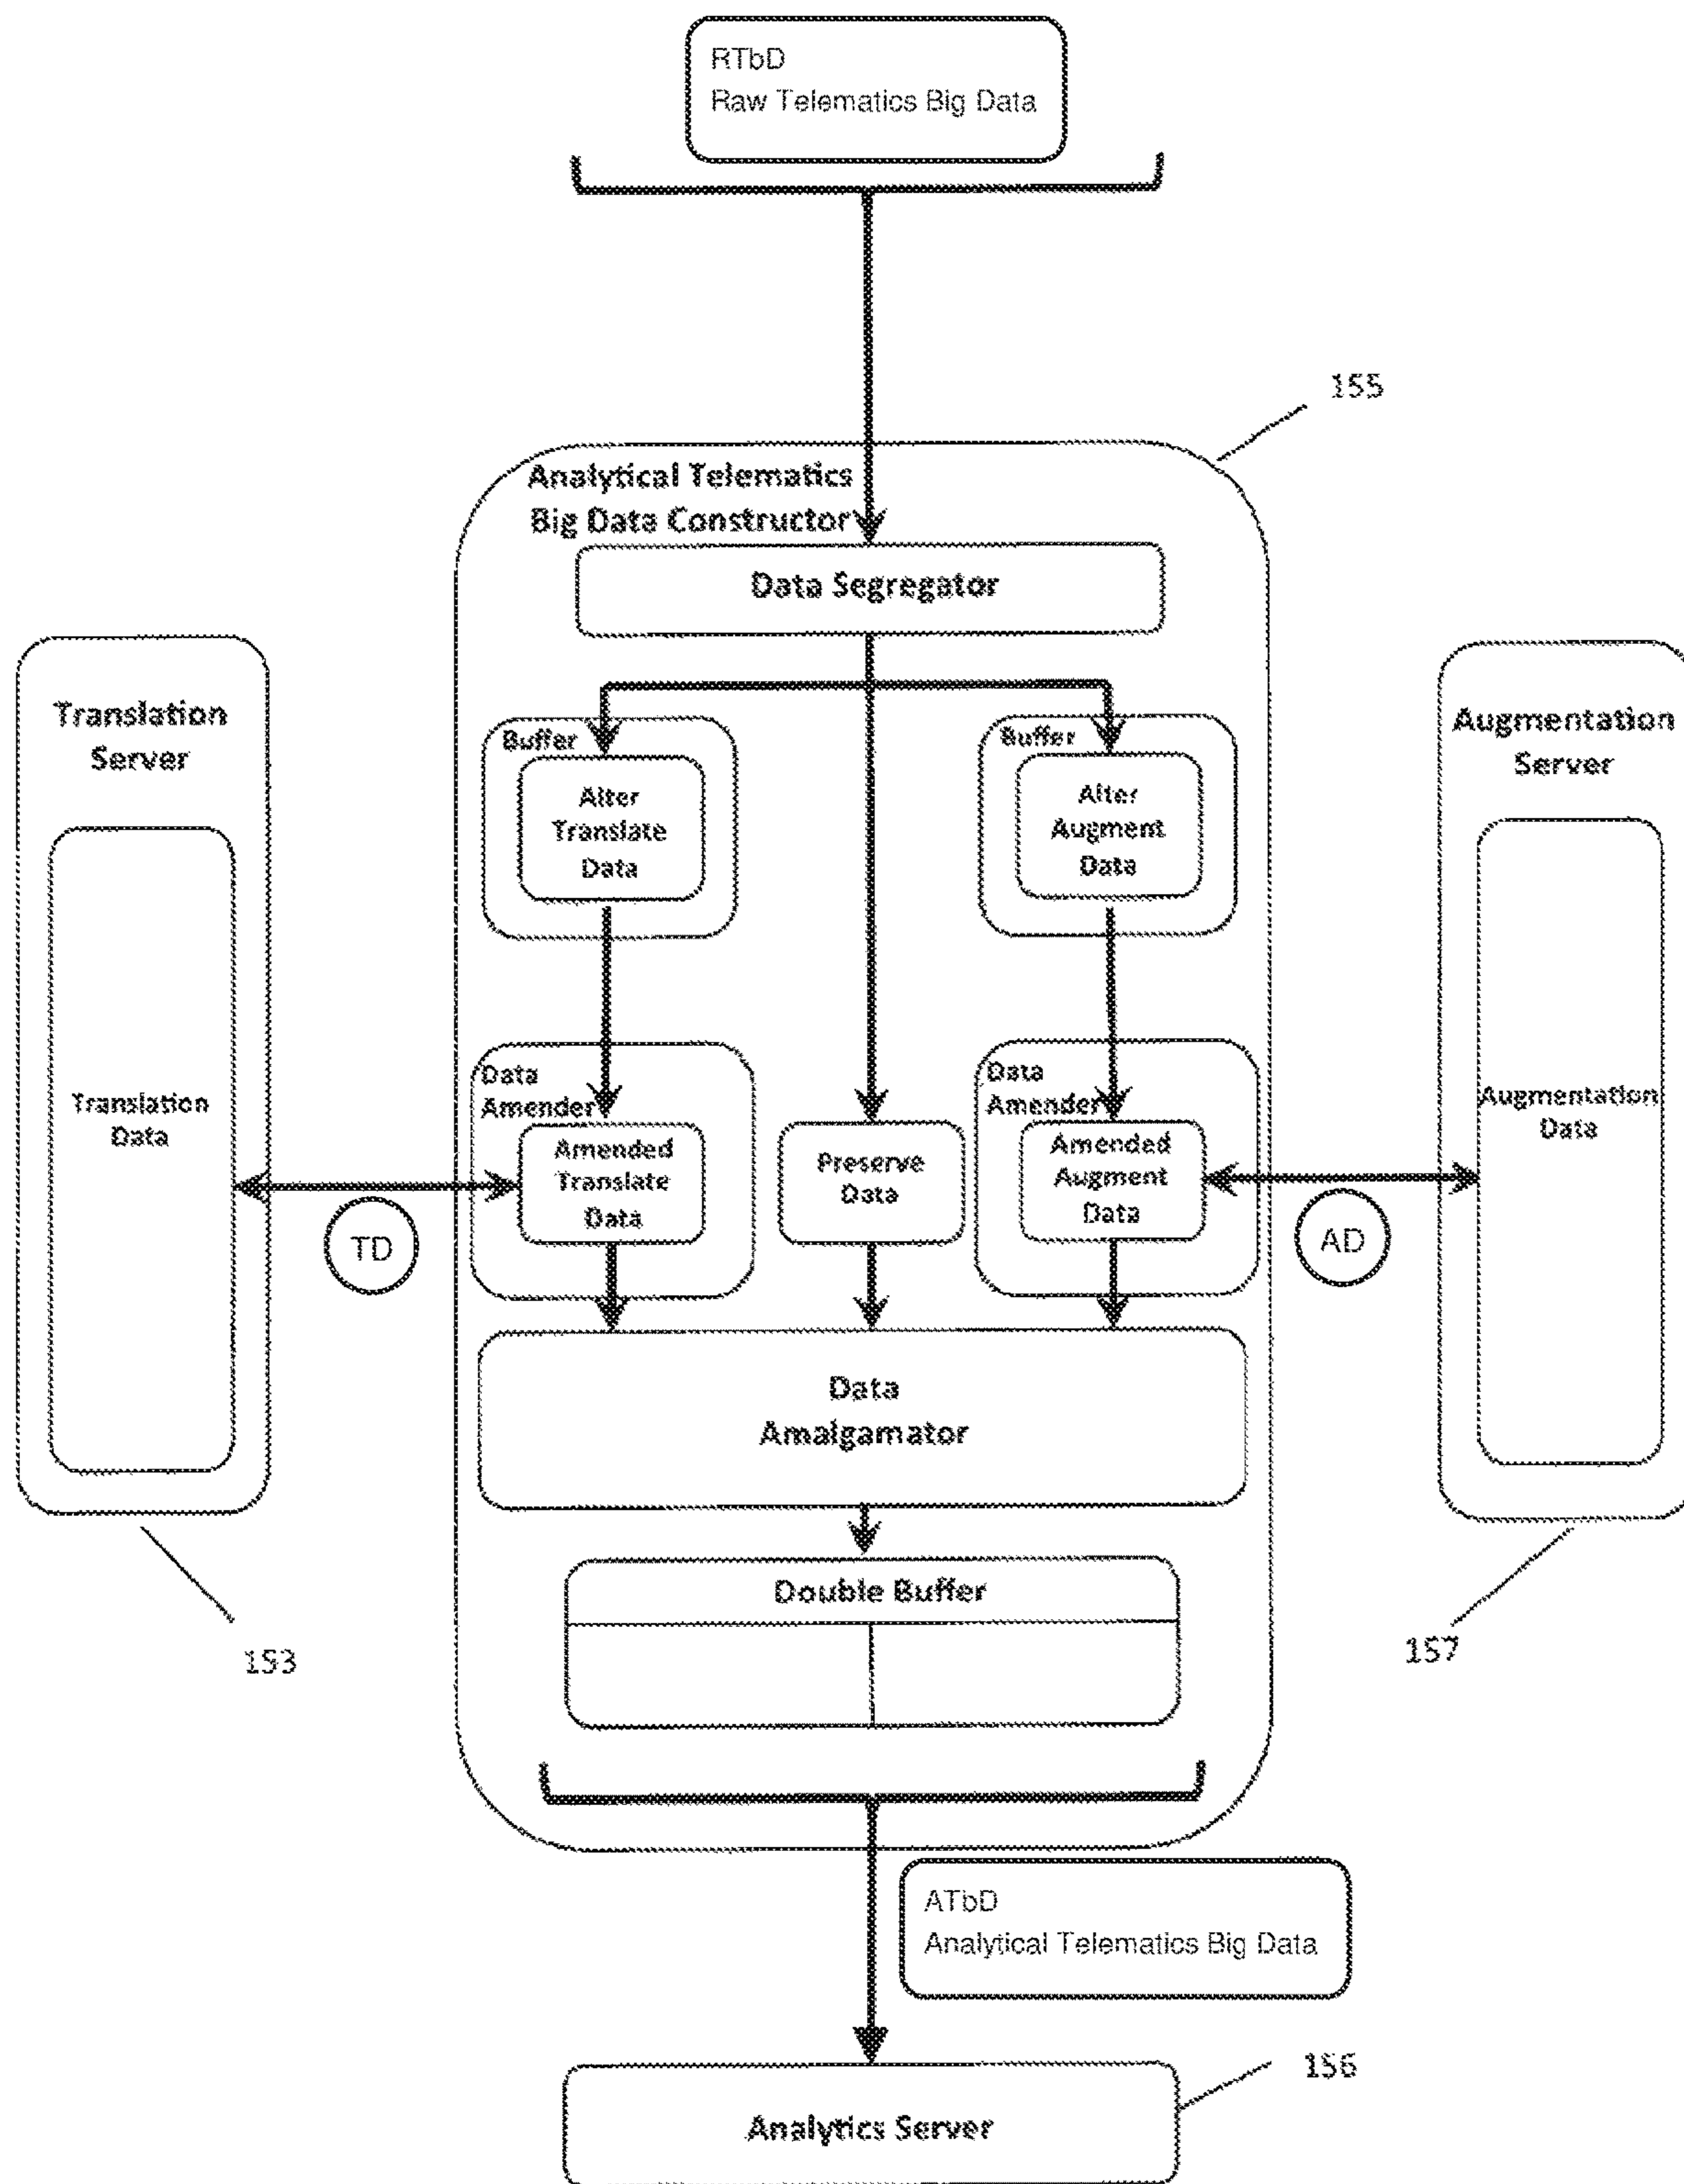 RTbD
Raw Telematics Big Data
155
Analytical Telematics
Big Data Constructor
Data Segregator
Translation
Server
Buffer
Alter
Translate
Data
Buffer
Alter
Augment
Data
Augmentation
Server
Translation
Data
Data
Amender
Amended
Translate
Data
Preserve
Data
Data
Amender
Amended
Augment
Data
Augmentation
Data
TD
AD
Data
Amalgamator
Double Buffer
153
157
ATbD
Analytical Telematics Big Data
156
Analytics Server